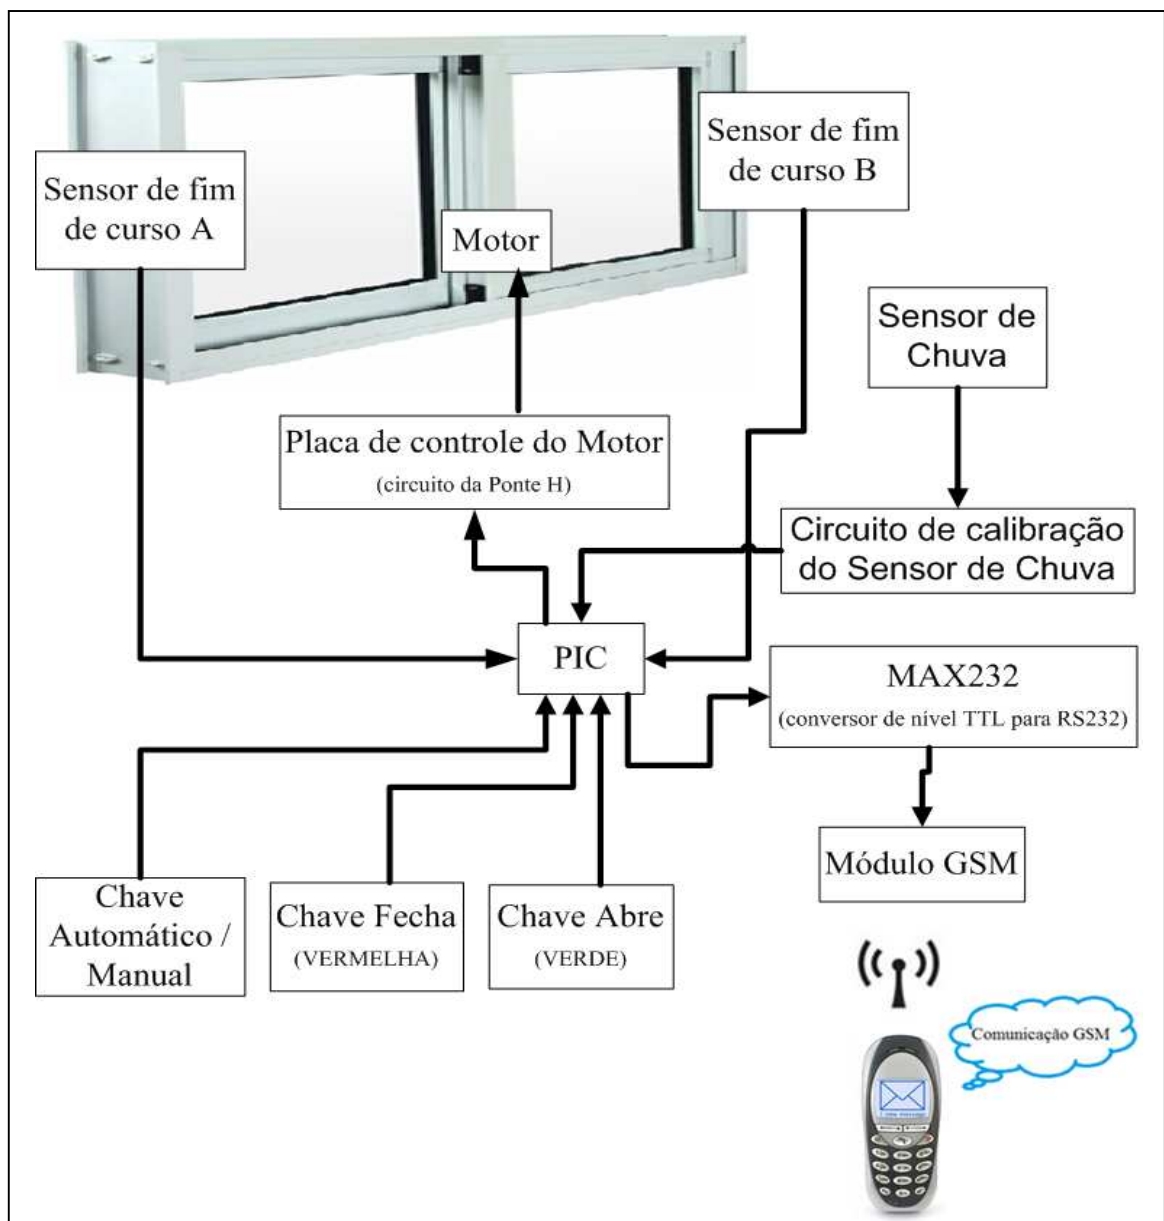 Sensor de fim
de curso B
Sensor de fim
de curso A
Motor
Sensor de
Chuva
Placa de controle do Motor
(circuito da Ponte H)
Circuito de calibração
do Sensor de Chuva
PIC
MAX232
(conversor de nível TTL para RS232)
Módulo GSM
Chave
Automático /
Manual
Chave Fecha
(VERMELHA)
Chave Abre
(VERDE)
Comunicação GSM